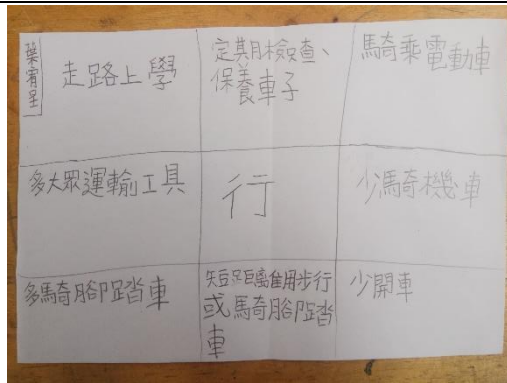 葉宥呈
走路上學
定期檢查、
保養車子
騎乘電動車
多大眾運輸工具
行
少騎機車
多騎腳踏車
短距離用步行
或騎腳踏
車
少開車